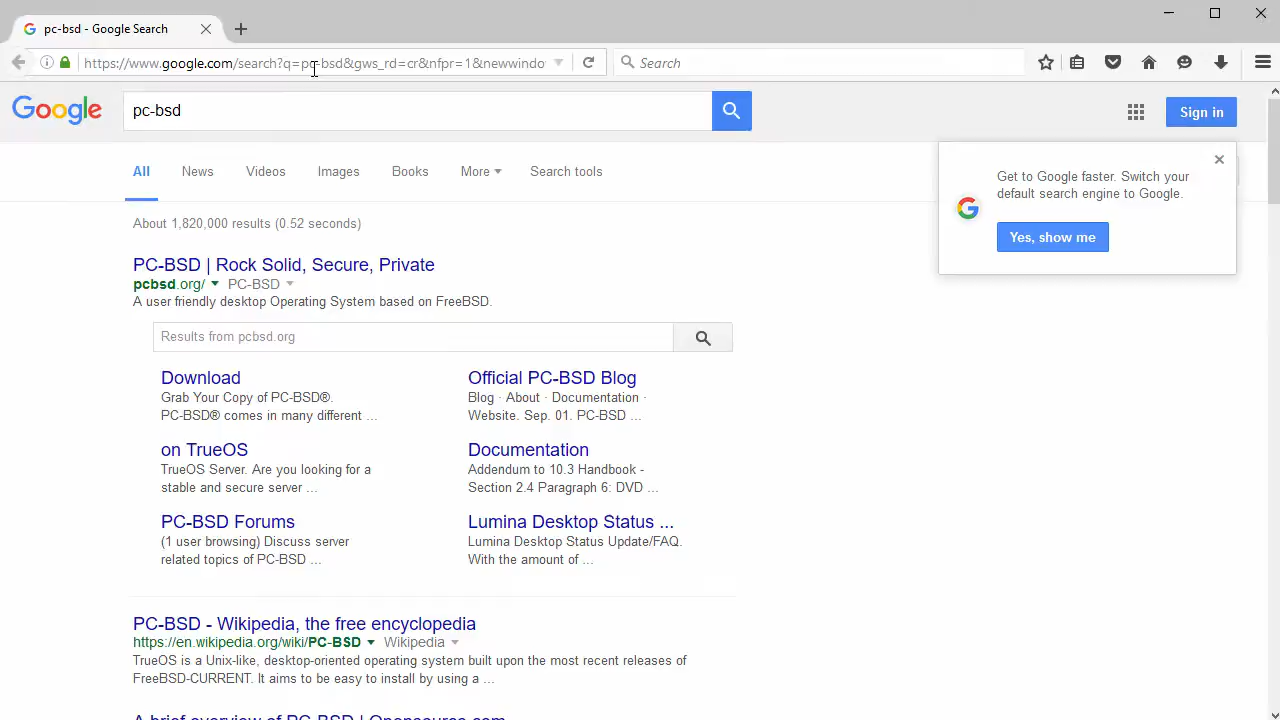 pc-bsd - Google Search
https://www.google.com/search?q=pc-bsd&gws_rd=cr&nfpr=1&newwindo
Search
Google
pc-bsd
Sign in
All
News
Videos
Images
Books
More
Search tools
Get to Google faster. Switch your
default search engine to Google.
Yes, show me
About 1,820,000 results (0.52 seconds)
PC-BSD | Rock Solid, Secure, Private
pcbsd.org/ PC-BSD
A user friendly desktop Operating System based on FreeBSD.
Results from pcbsd.org
Download
Grab Your Copy of PC-BSD®.
PC-BSD® comes in many different ...
Official PC-BSD Blog
Blog · About · Documentation ·
Website. Sep. 01. PC-BSD ...
on TrueOS
TrueOS Server. Are you looking for a
stable and secure server ...
Documentation
Addendum to 10.3 Handbook -
Section 2.4 Paragraph 6: DVD ...
PC-BSD Forums
(1 user browsing) Discuss server
related topics of PC-BSD ...
Lumina Desktop Status ...
Lumina Desktop Status Update/FAQ.
With the amount of ...
PC-BSD - Wikipedia, the free encyclopedia
https://en.wikipedia.org/wiki/PC-BSD Wikipedia
TrueOS is a Unix-like, desktop-oriented operating system built upon the most recent releases of
FreeBSD-CURRENT. It aims to be easy to install by using a ...
A brief overview of PC-BSD | Opensource.com